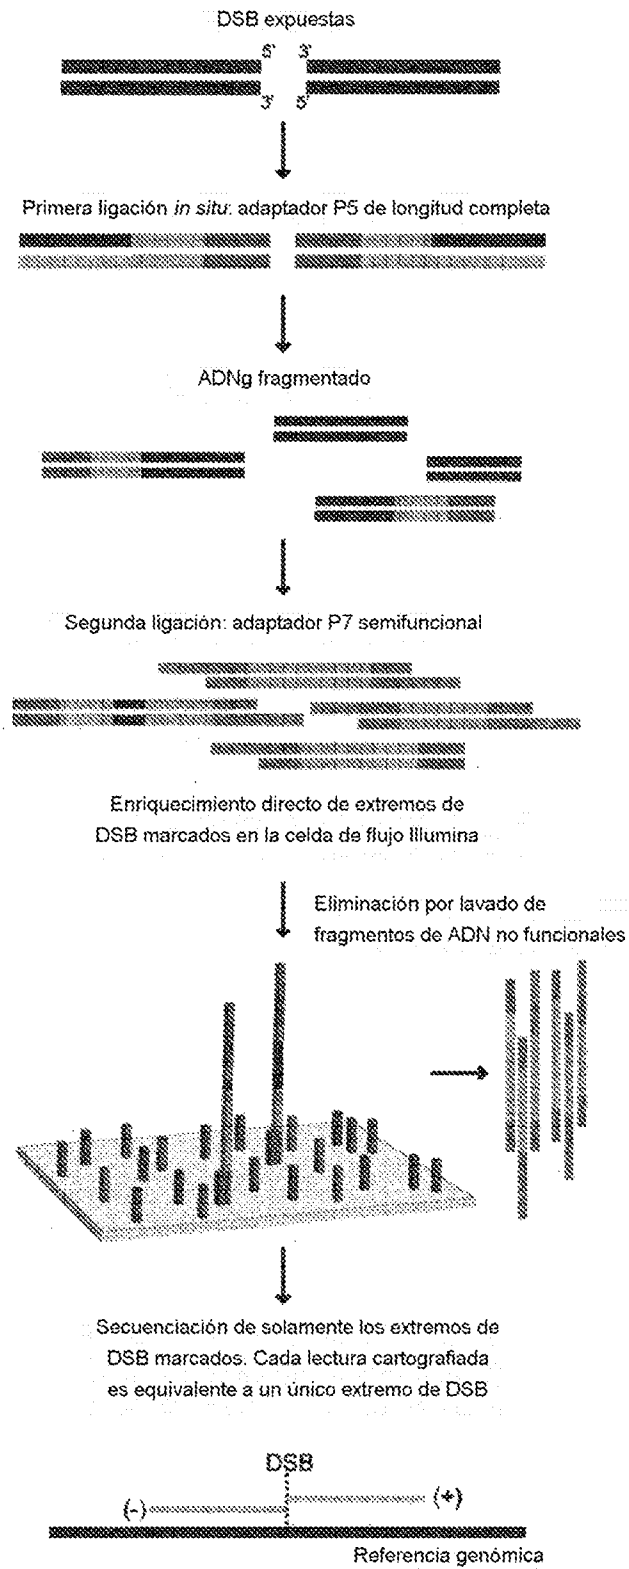 DSB expuestas
5' 3'
3' 5'
Primera ligación in situ: adaptador P5 de longitud completa
ADNg fragmentado
Segunda ligación: adaptador P7 semifuncional
Enriquecimiento directo de extremos de
DSB marcados en la celda de flujo Illumina
Eliminación por lavado de
fragmentos de ADN no funcionales
Secuenciación de solamente los extremos de
DSB marcados. Cada lectura cartografiada
es equivalente a un único extremo de DSB
DSB
(-) (+)
Referencia genómica